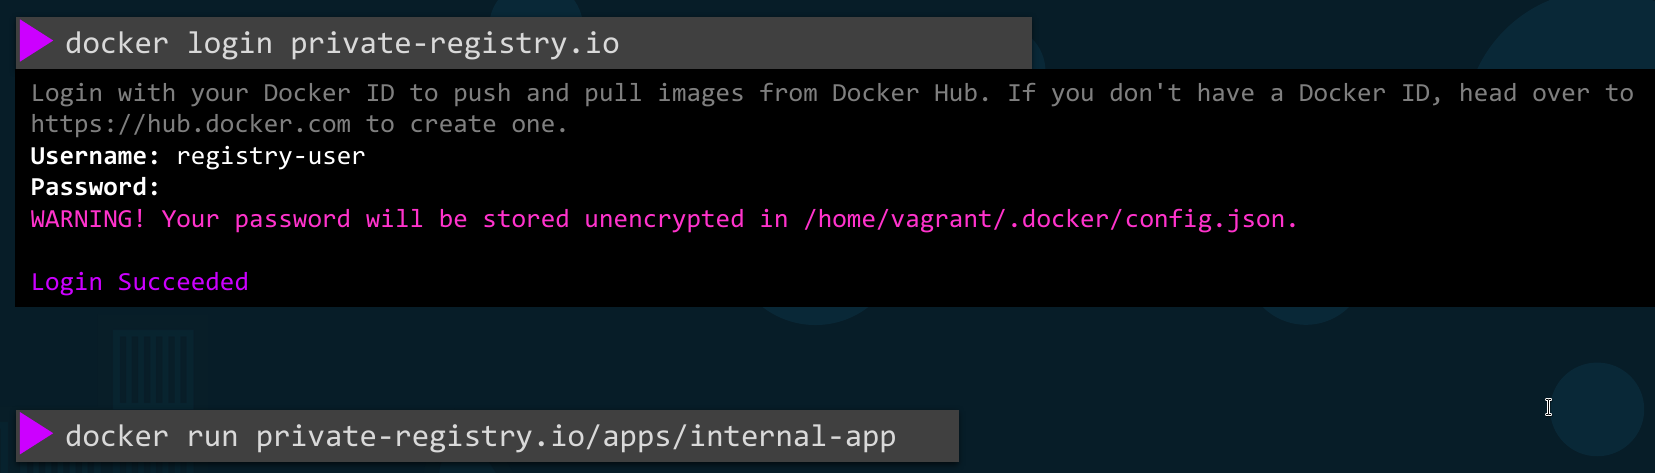 docker login private-registry.io
Login with your Docker ID to push and pull images from Docker Hub. If you don't have a Docker ID, head over to
https://hub.docker.com to create one.
Username: registry-user
Password:
WARNING! Your password will be stored unencrypted in /home/vagrant/.docker/config.json.
Login Succeeded
docker run private-registry.io/apps/internal-app